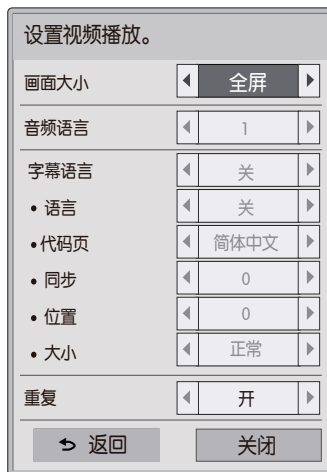 设置视频播放。
画面大小 全屏
音频语言 1
字幕语言 关
• 语言 关
•代码页 简体中文
• 同步 0
• 位置 0
• 大小 正常
重复 开
返回 关闭